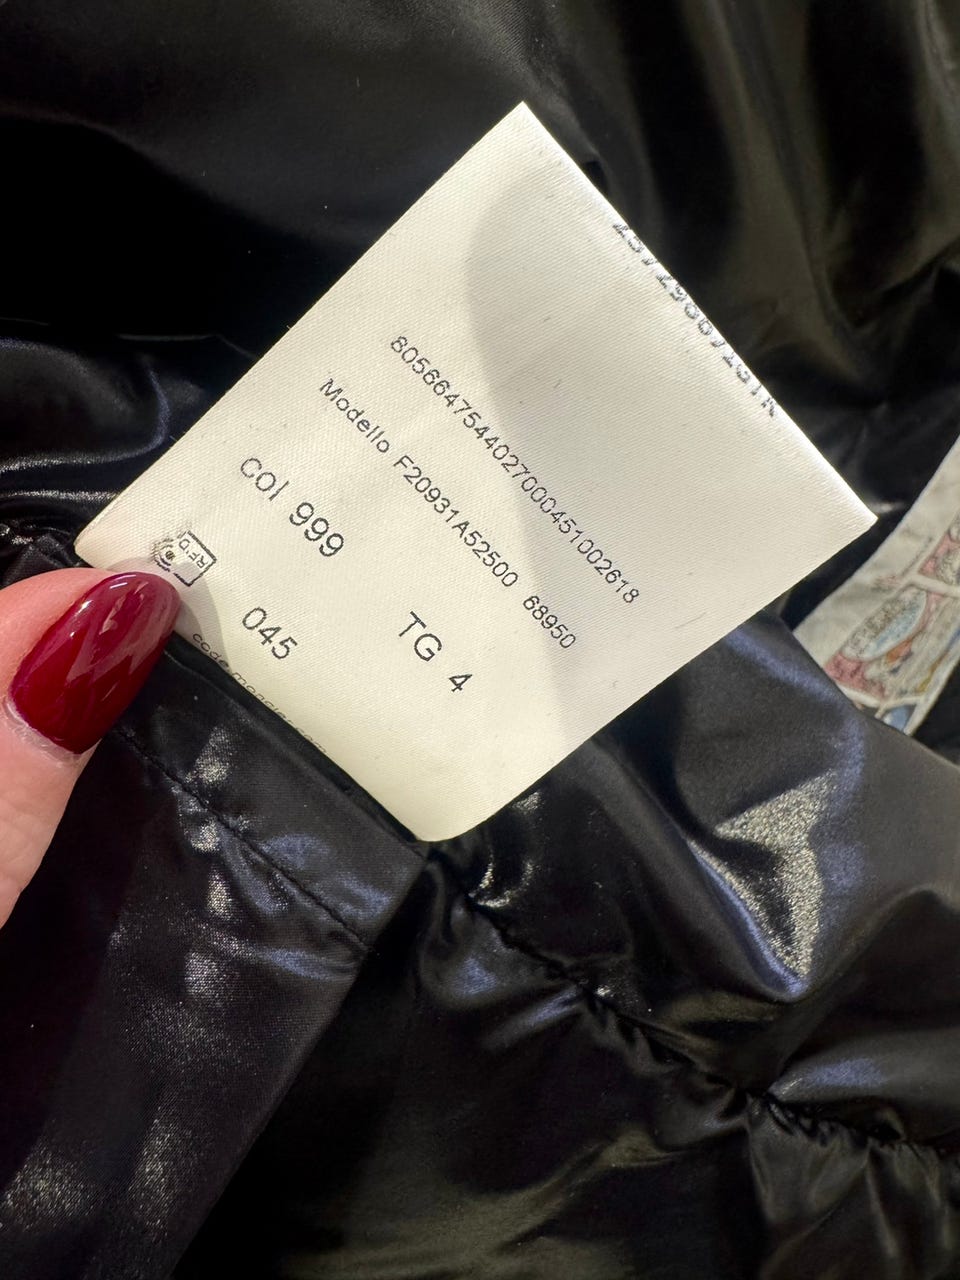 8056647544027000451002618
Modello F20931A52500 68950
COl 999
TG 4
045
RFID